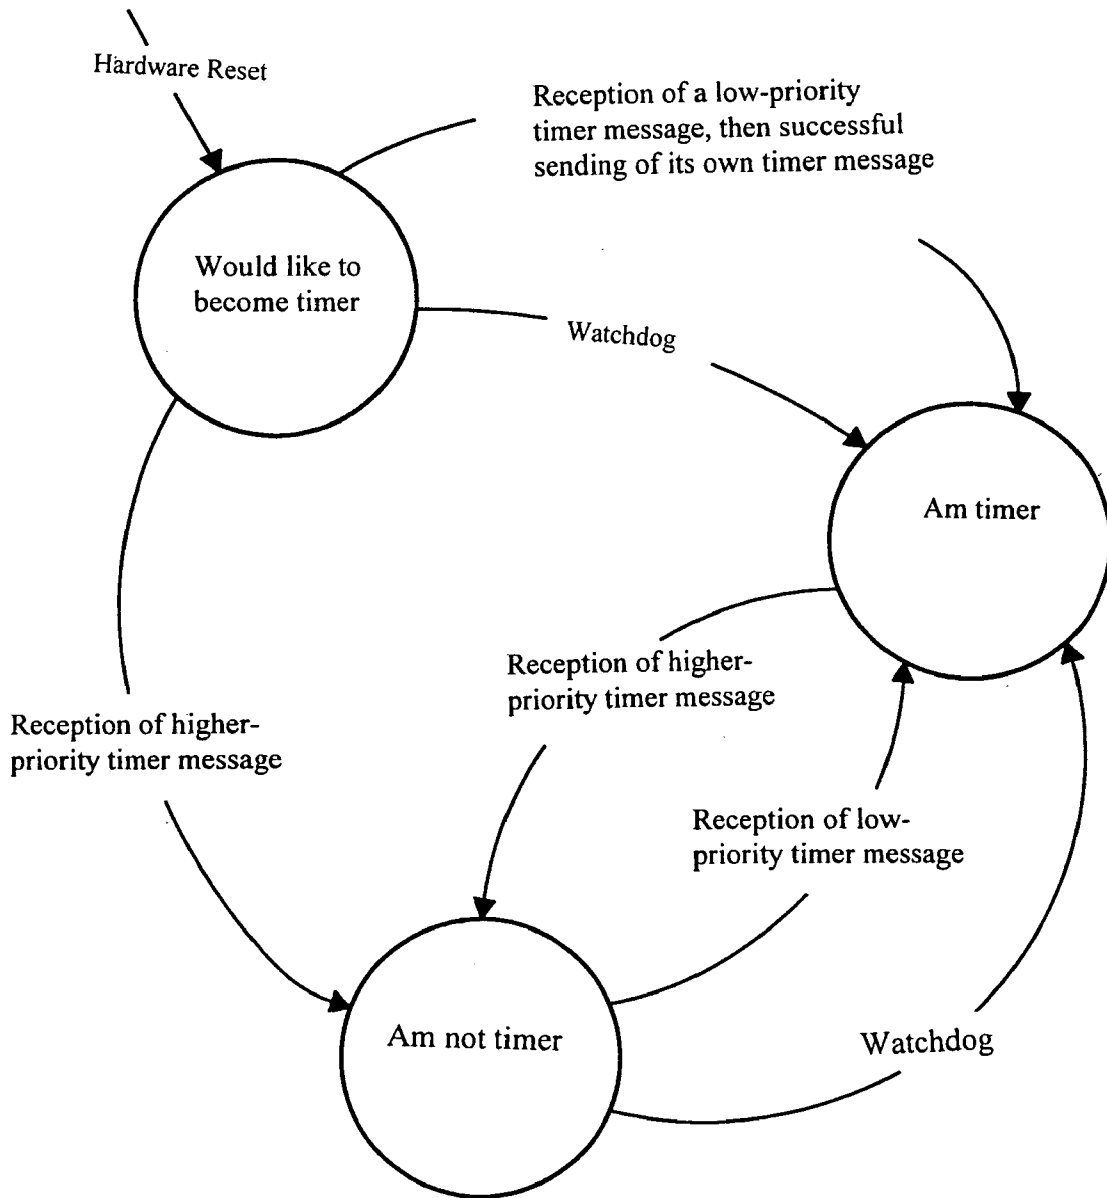 Hardware Reset
Reception of a low-priority
timer message, then successful
sending of its own timer message
Would like to
become timer
Watchdog
Am timer
Reception of higher-
priority timer message
Reception of higher-
priority timer message
Reception of low-
priority timer message
Am not timer
Watchdog